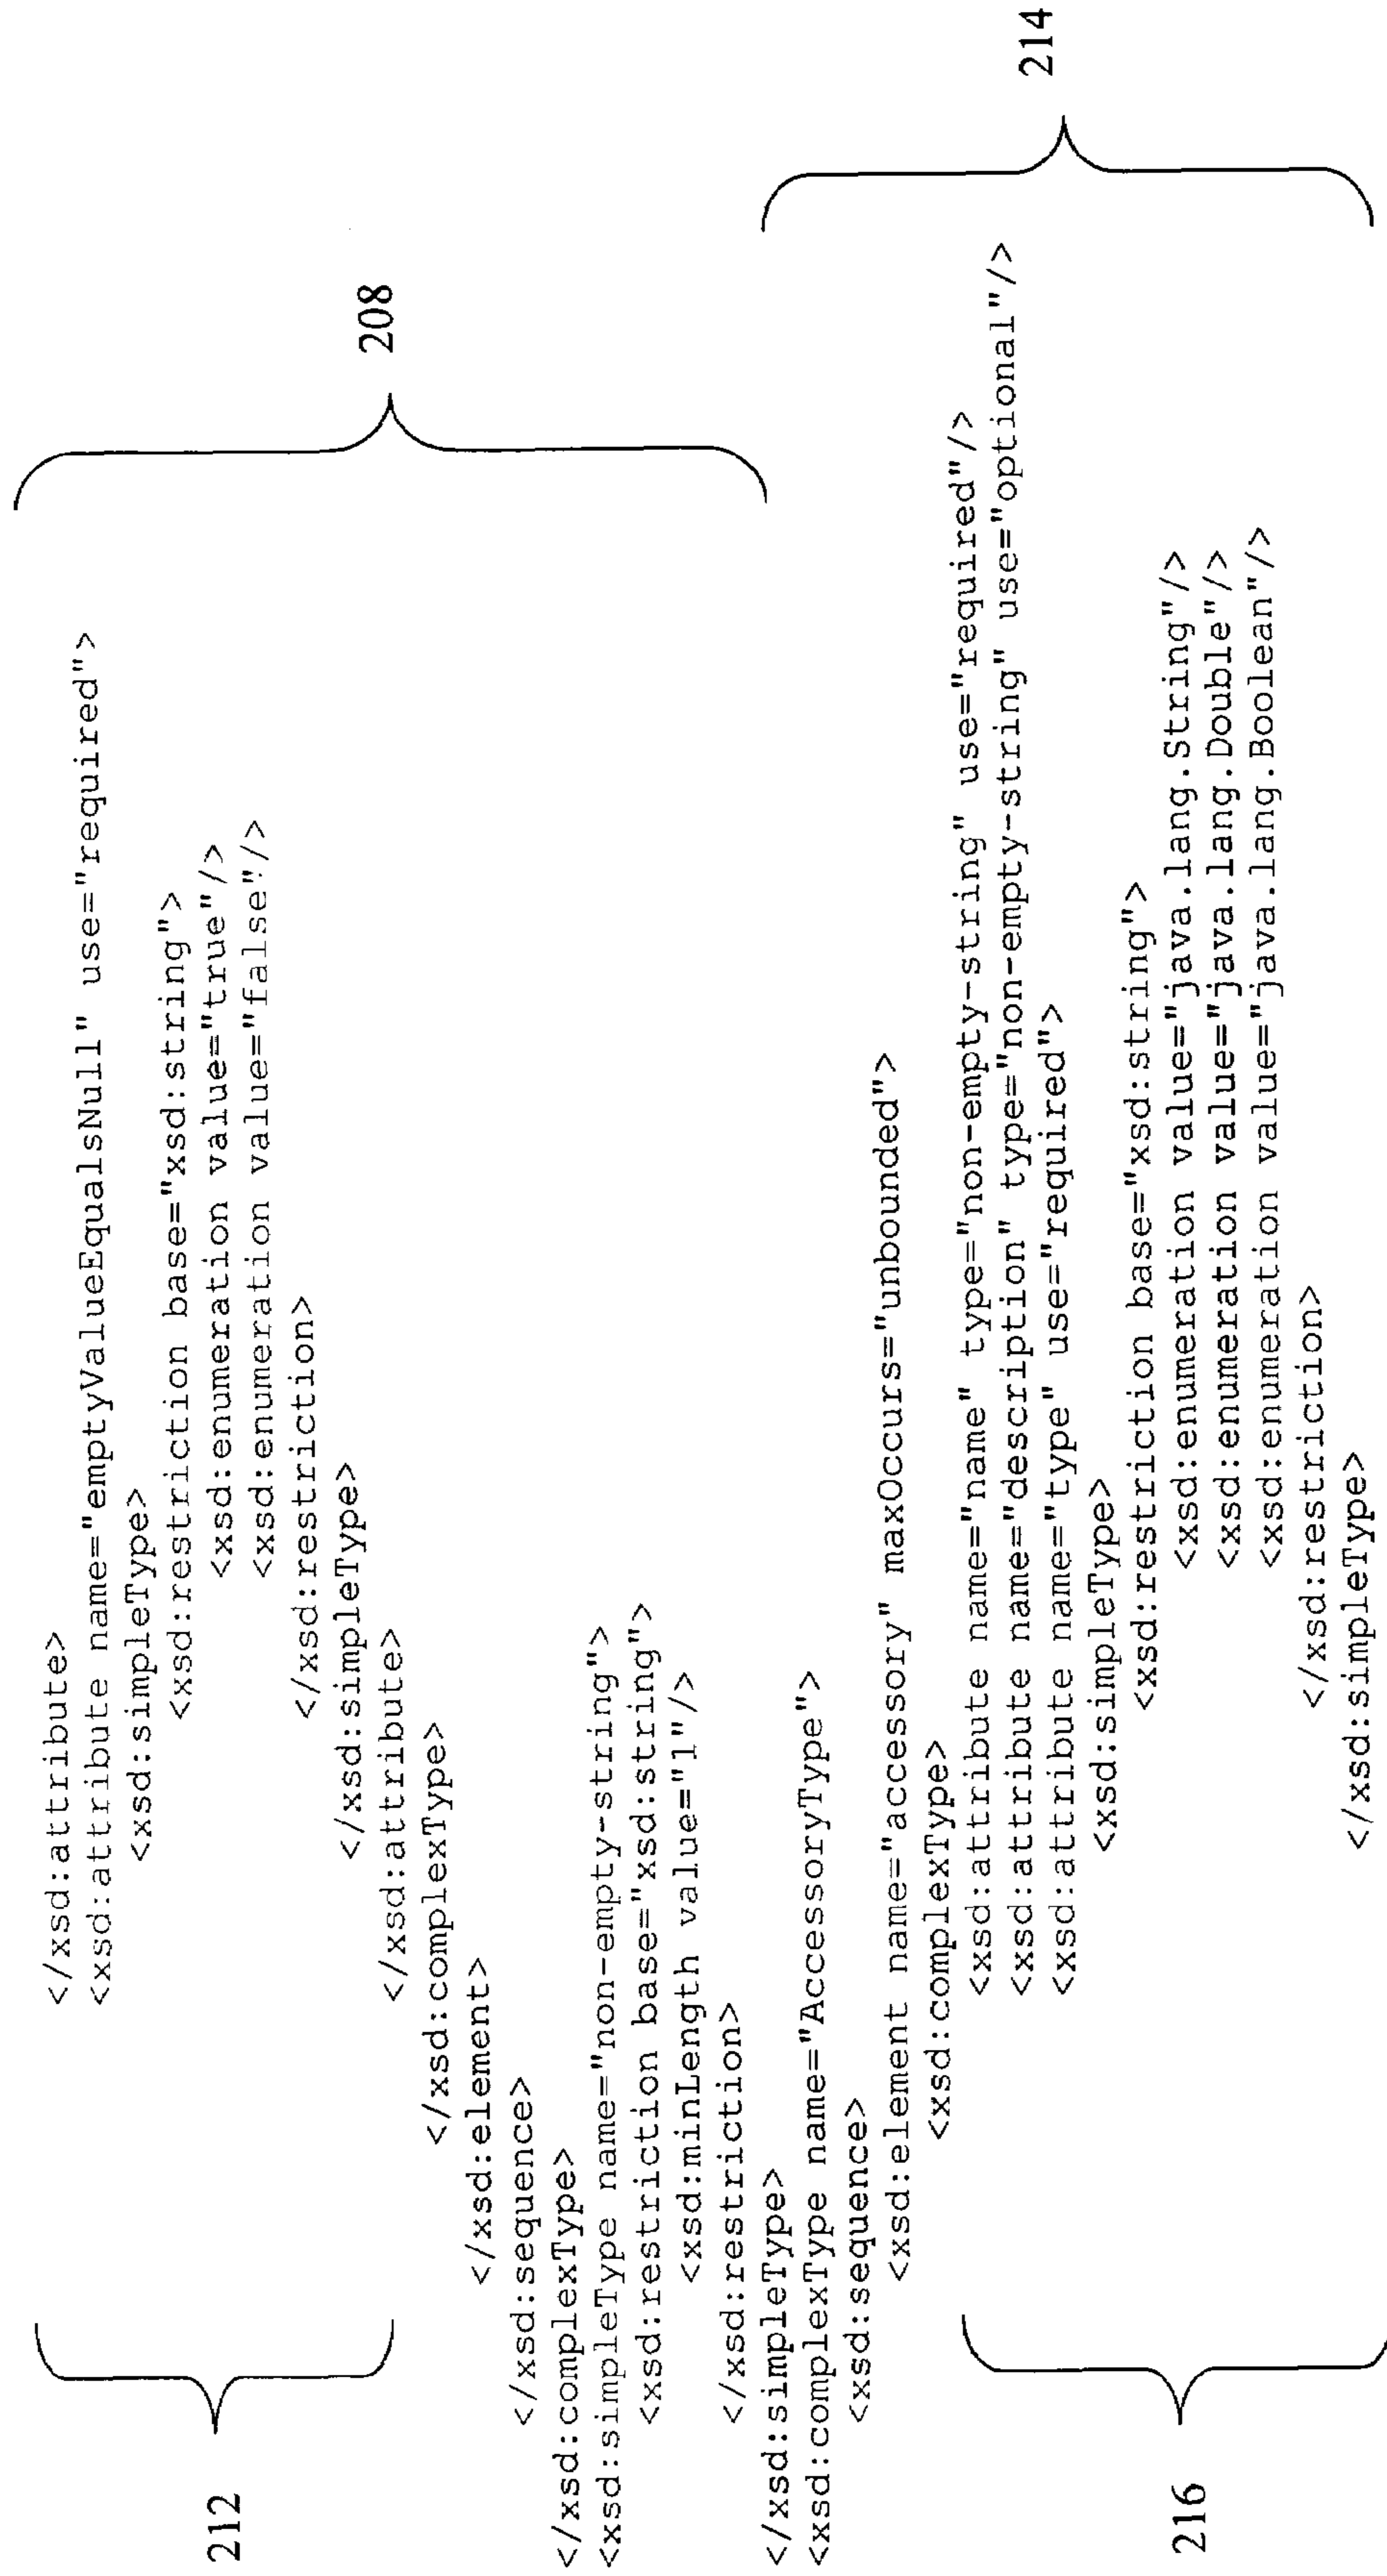 </xsd:attribute>
<xsd:attribute name="emptyValueEqualsNull" use="required">
<xsd:simpleType>
<xsd:restriction base="xsd:string">
<xsd:enumeration value="true"/>
<xsd:enumeration value="false"/>
</xsd:restriction>
</xsd:simpleType>
</xsd:attribute>
</xsd:complexType>
</xsd:element>
</xsd:sequence>
</xsd:complexType>
<xsd:simpleType name="non-empty-string">
<xsd:restriction base="xsd:string">
<xsd:minLength value="1"/>
</xsd:restriction>
</xsd:simpleType>
<xsd:complexType name="AccessoryType">
<xsd:sequence>
<xsd:element name="accessory" maxOccurs="unbounded">
<xsd:complexType>
<xsd:attribute name="name" type="non-empty-string" use="required"/>
<xsd:attribute name="description" type="non-empty-string" use="optional"/>
<xsd:attribute name="type" use="required">
<xsd:simpleType>
<xsd:restriction base="xsd:string">
<xsd:enumeration value="java.lang.String"/>
<xsd:enumeration value="java.lang.Double"/>
<xsd:enumeration value="java.lang.Boolean"/>
</xsd:restriction>
</xsd:simpleType>
212
208
216
214